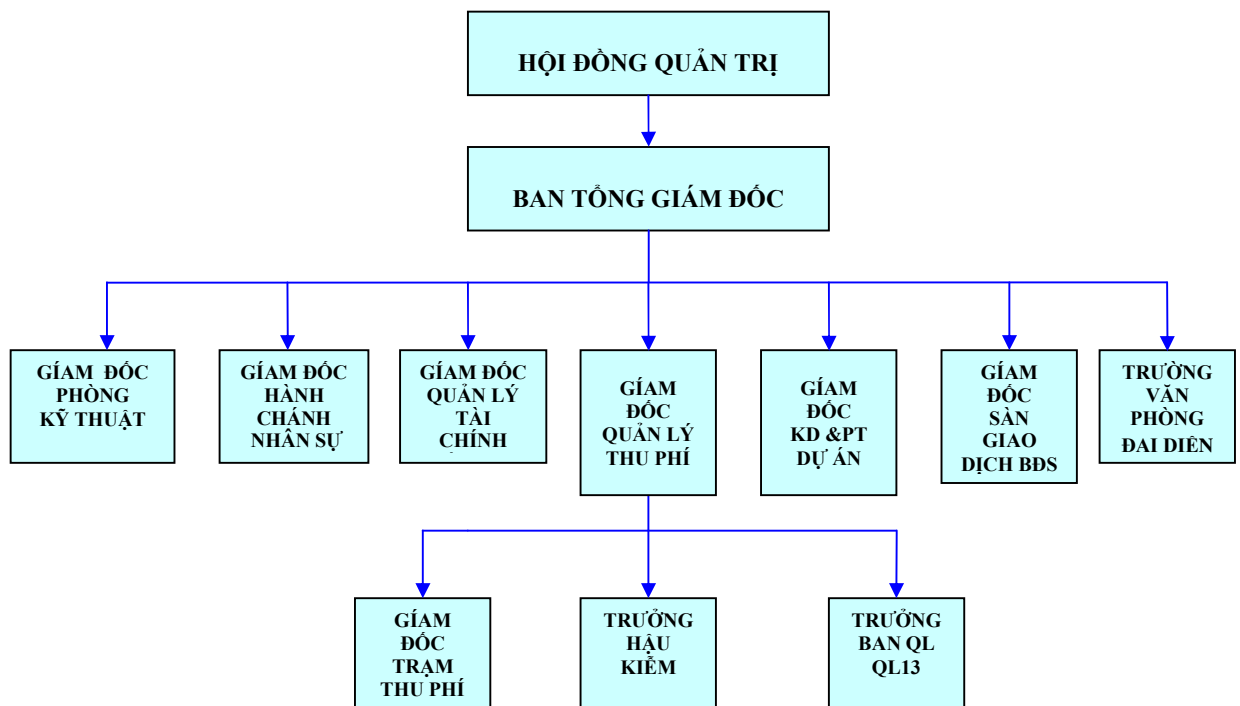 HỘI ĐỒNG QUẢN TRỊ
BAN TỔNG GIÁM ĐỐC
GÍAM ĐỐC
PHÒNG
KỸ THUẬT
GÍAM ĐỐC
HÀNH
CHÁNH
NHÂN SỰ
GÍAM ĐỐC
QUẢN LÝ
TÀI
CHÍNH
GÍAM
ĐỐC
QUẢN LÝ
THU PHÍ
GÍAM
ĐỐC
KD &PT
DỰ ÁN
GÍAM
ĐỐC
SÀN
GIAO
DỊCH BĐS
TRƯỜNG
VĂN
PHÒNG
ĐAI DIÊN
GÍAM
ĐỐC
TRẠM
THU PHÍ
TRƯỞNG
HẬU
KIỄM
TRƯỞNG
BAN QL
QL13